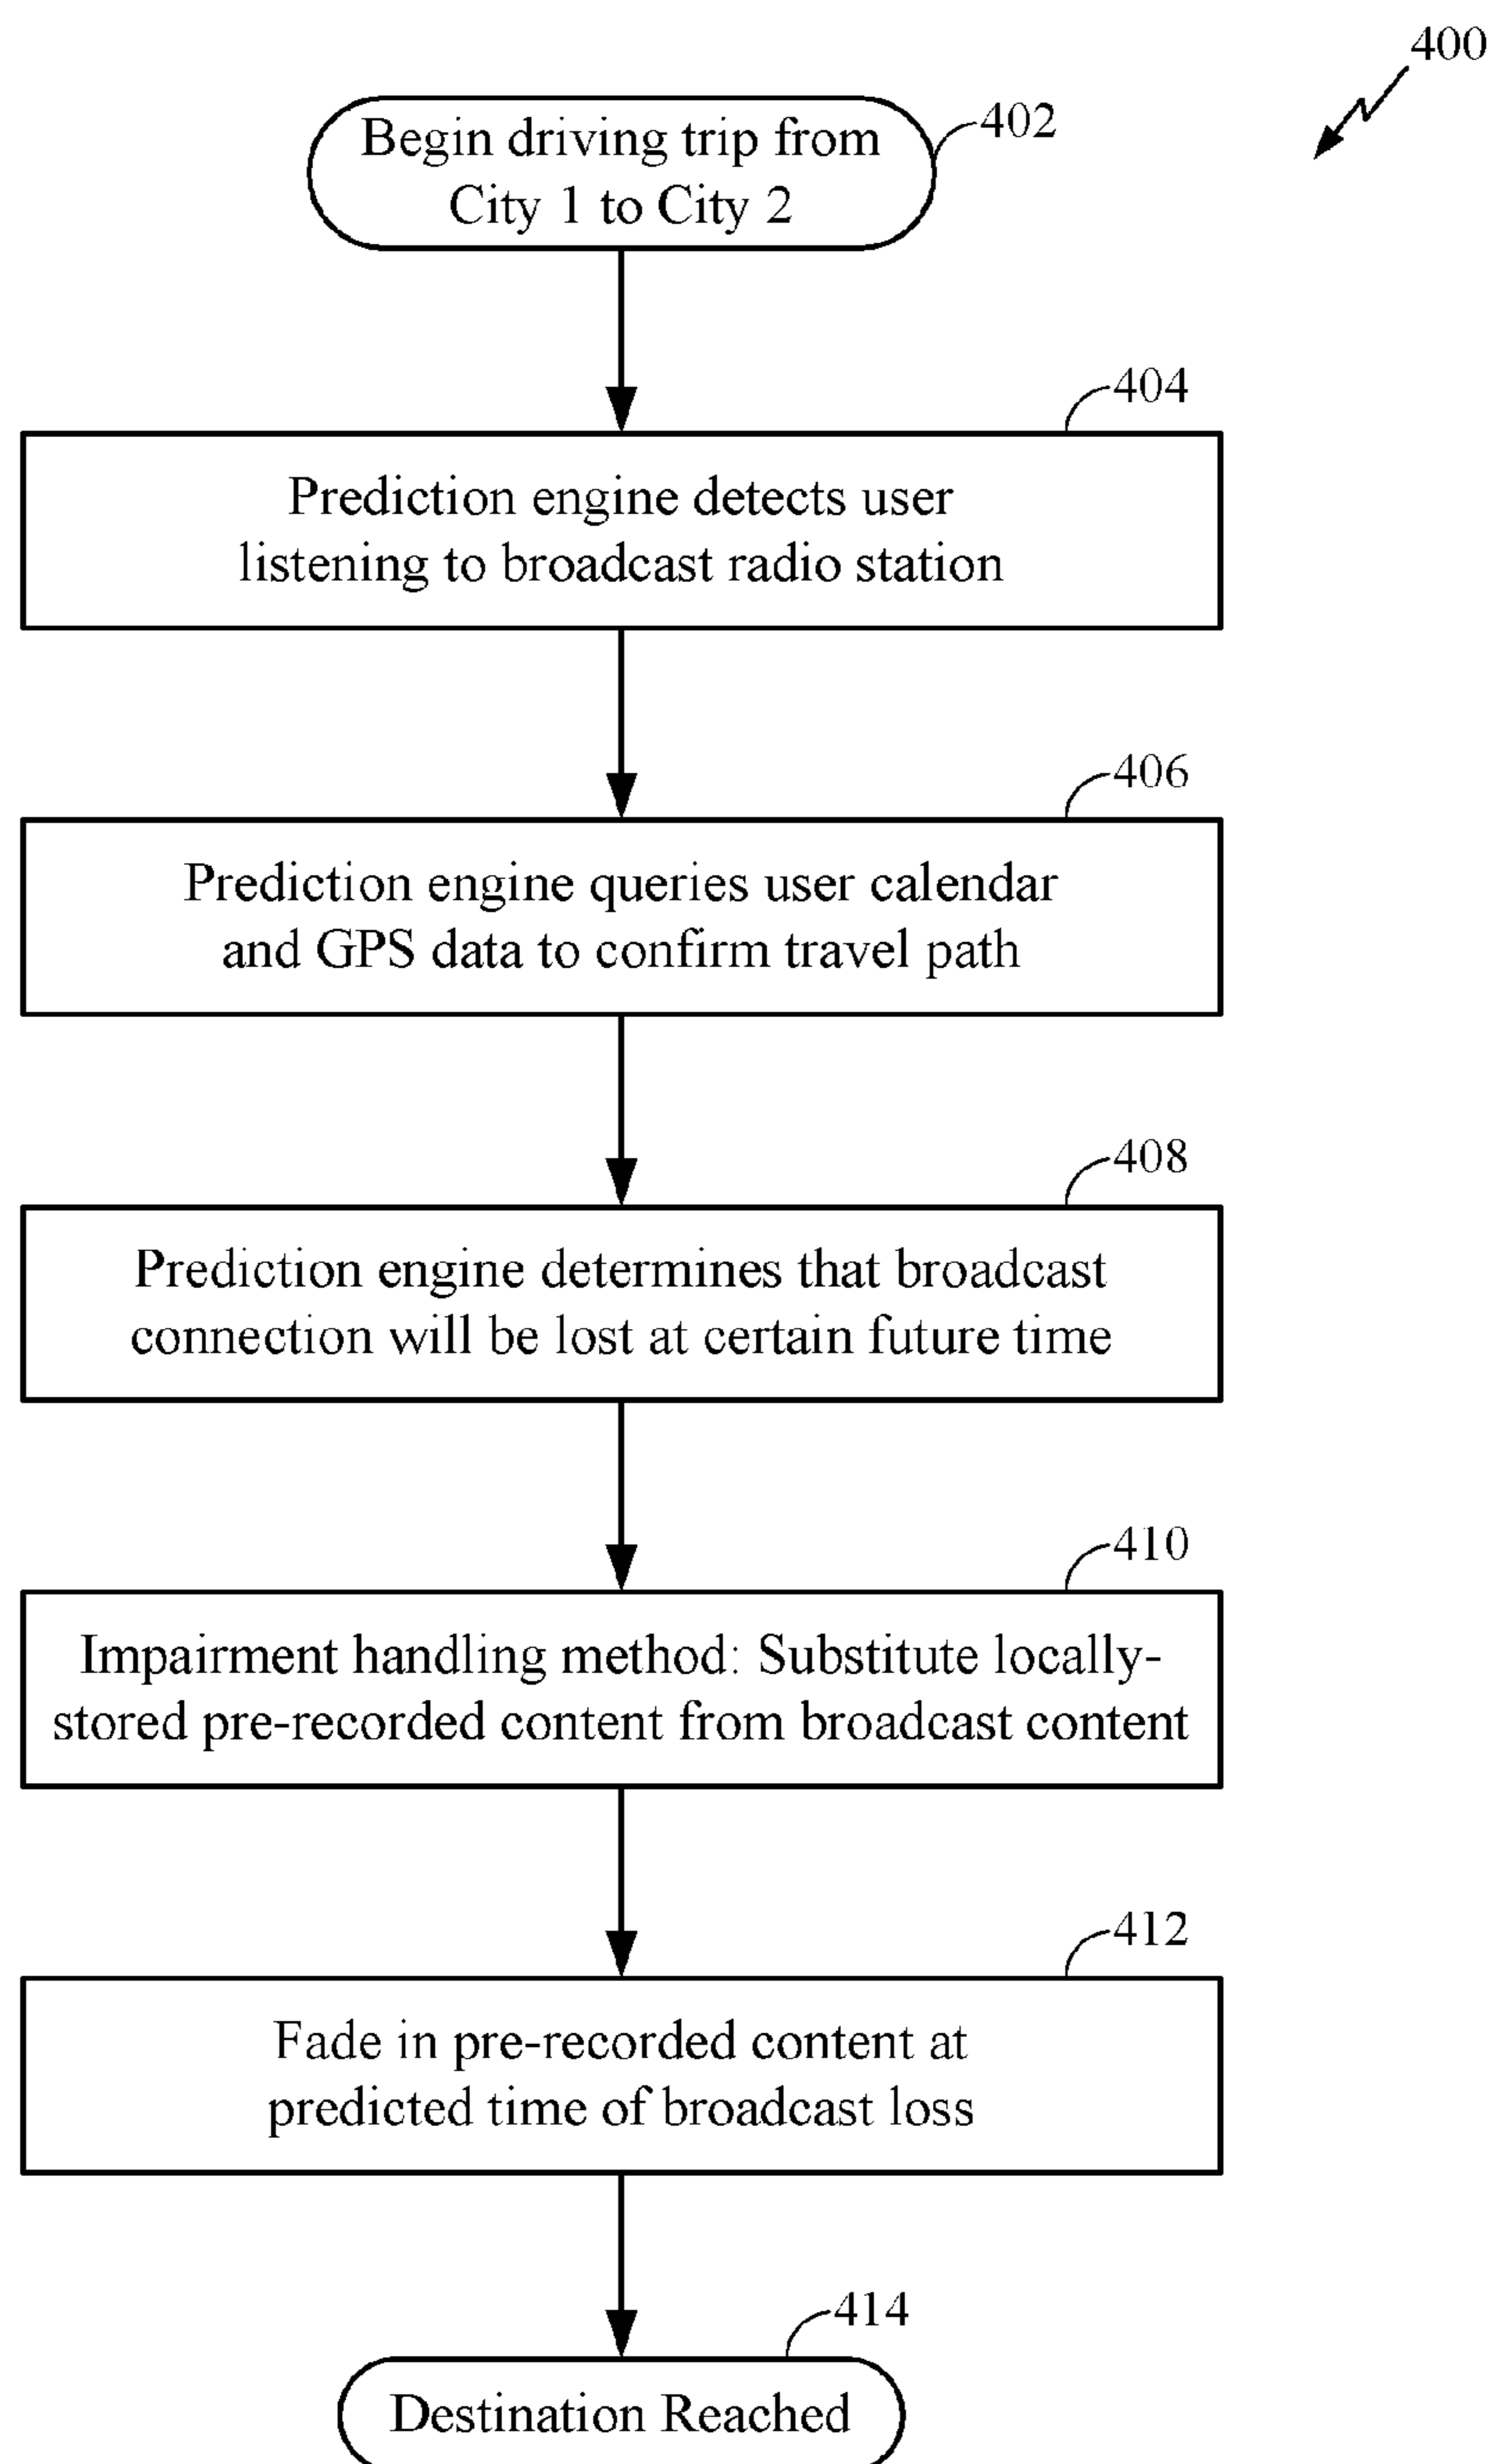 400
Begin driving trip from
City 1 to City 2
402
404
Prediction engine detects user
listening to broadcast radio station
406
Prediction engine queries user calendar
and GPS data to confirm travel path
408
Prediction engine determines that broadcast
connection will be lost at certain future time
410
Impairment handling method: Substitute locally-
stored pre-recorded content from broadcast content
412
Fade in pre-recorded content at
predicted time of broadcast loss
414
Destination Reached